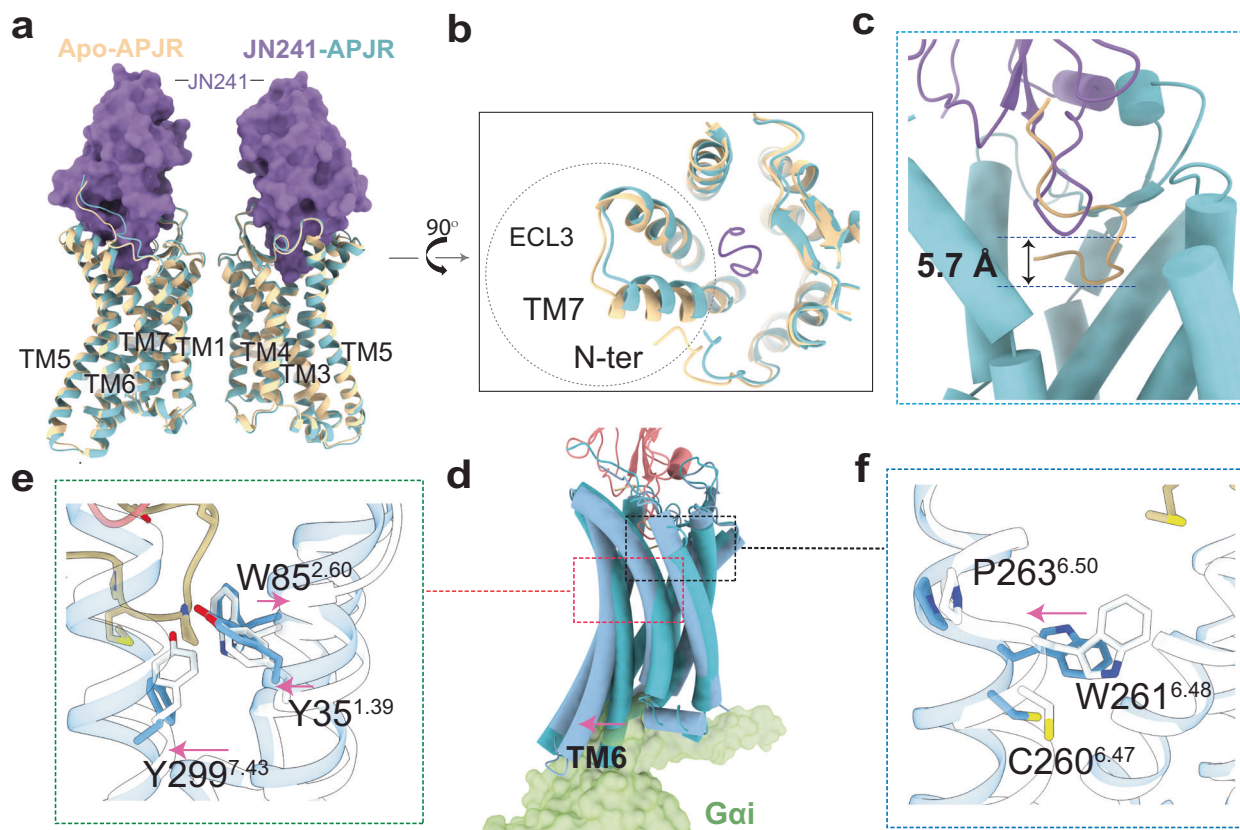 a
Apo-APJR
JN241-APJR
JN241
TM5
TM7
TM1
TM6
TM4
TM3
TM5
90°
b
ECL3
TM7
N-ter
c
5.7 Å
e
W85^2.60
Y35^1.39
Y299^7.43
d
TM6
Gαi
f
P263^6.50
W261^6.48
C260^6.47